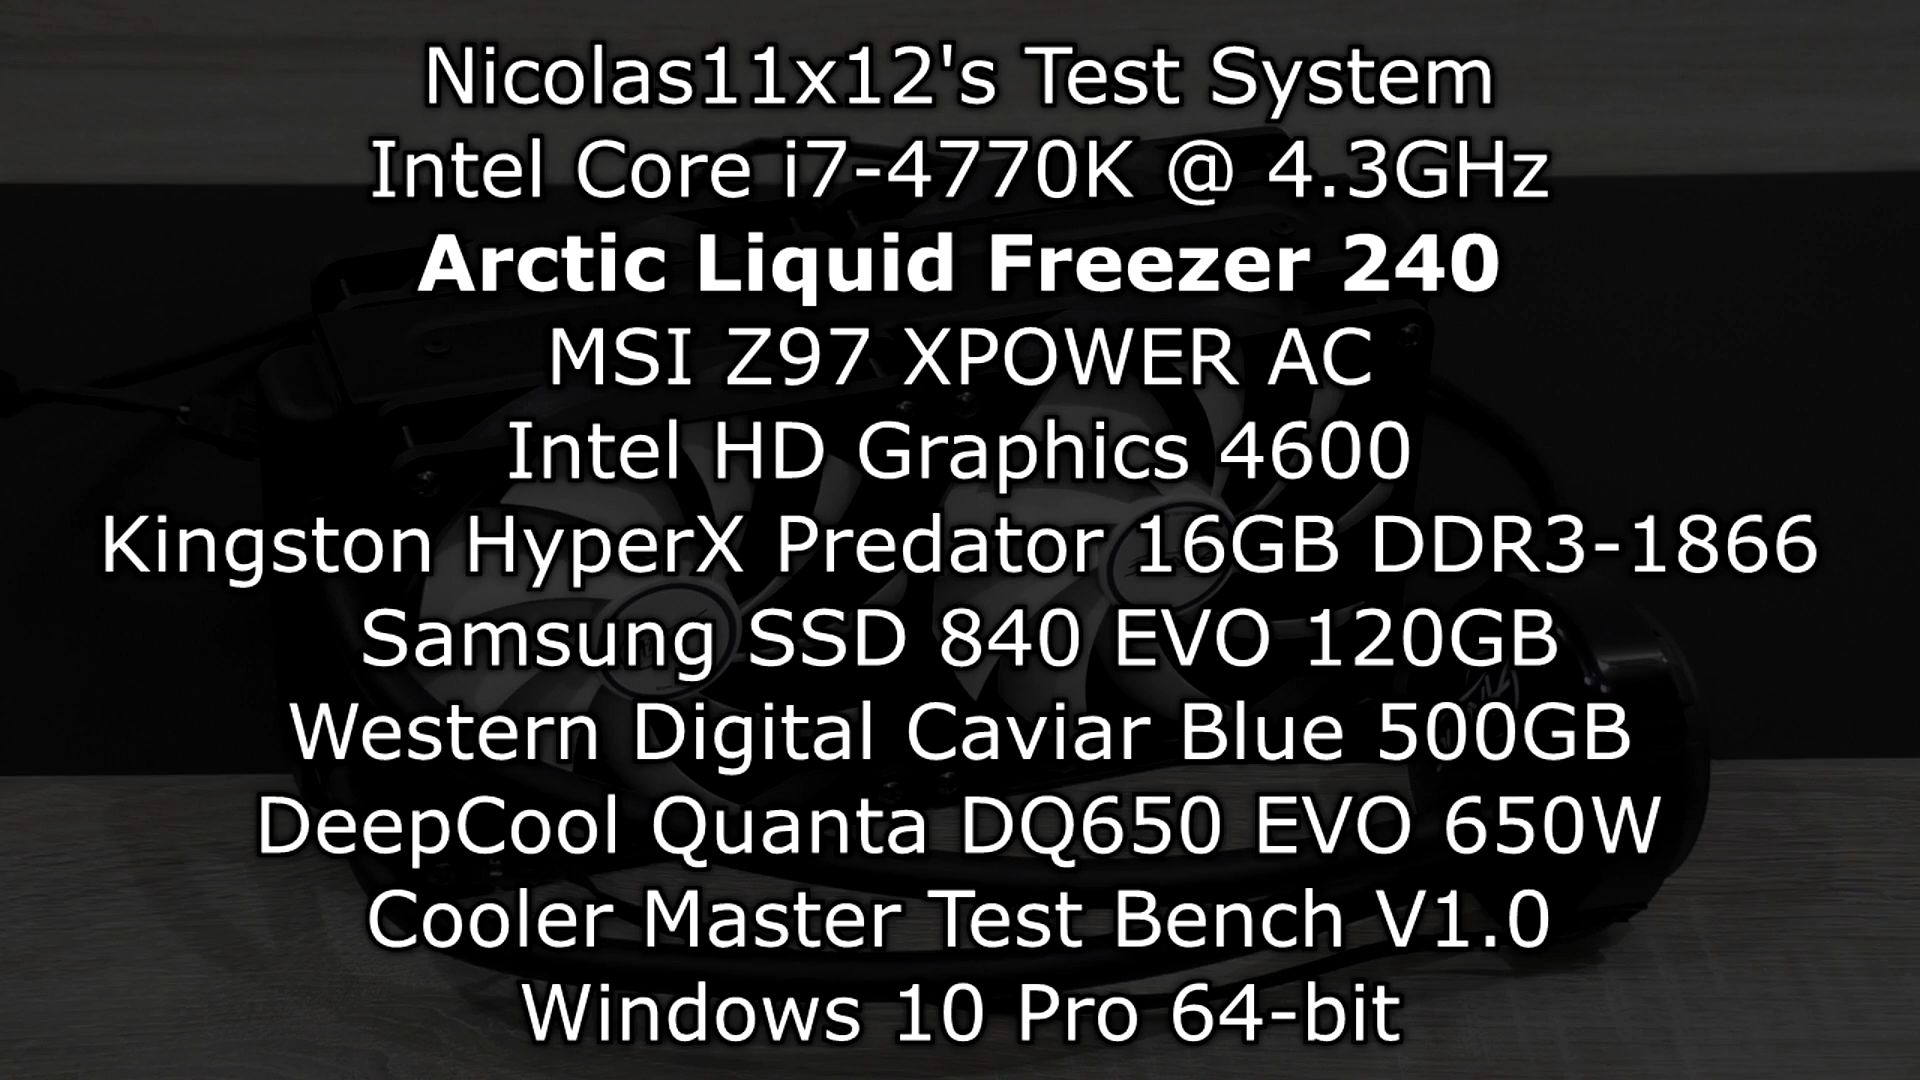 Nicolas11x12's Test System
Intel Core i7-4770K @ 4.3GHz
Arctic Liquid Freezer 240
MSI Z97 XPOWER AC
Intel HD Graphics 4600
Kingston HyperX Predator 16GB DDR3-1866
Samsung SSD 840 EVO 120GB
Western Digital Caviar Blue 500GB
DeepCool Quanta DQ650 EVO 650W
Cooler Master Test Bench V1.0
Windows 10 Pro 64-bit